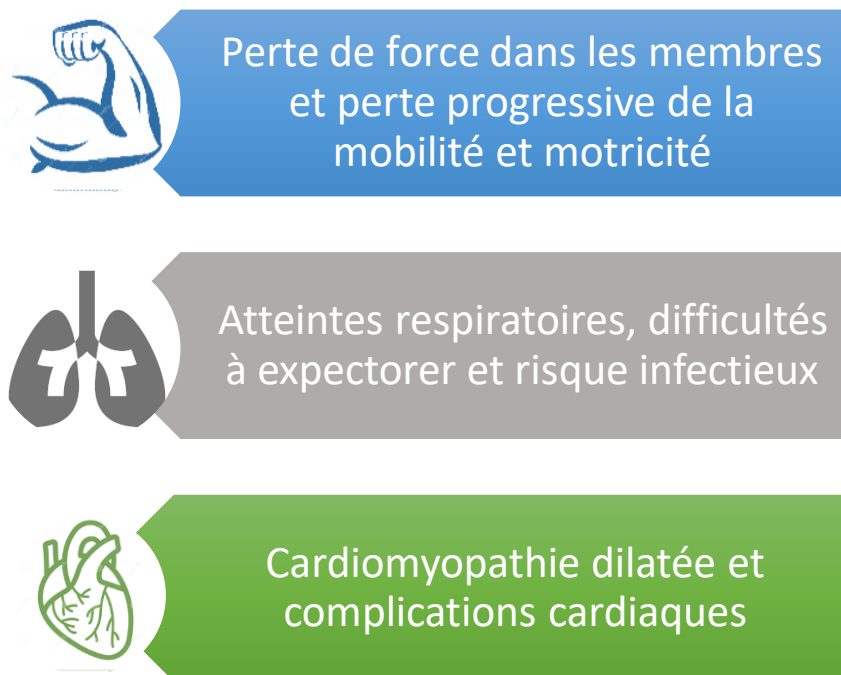 Perte de force dans les membres
et perte progressive de la
mobilité et motricité
Atteintes respiratoires, difficultés
à expectorer et risque infectieux
Cardiomyopathie dilatée et
complications cardiaques